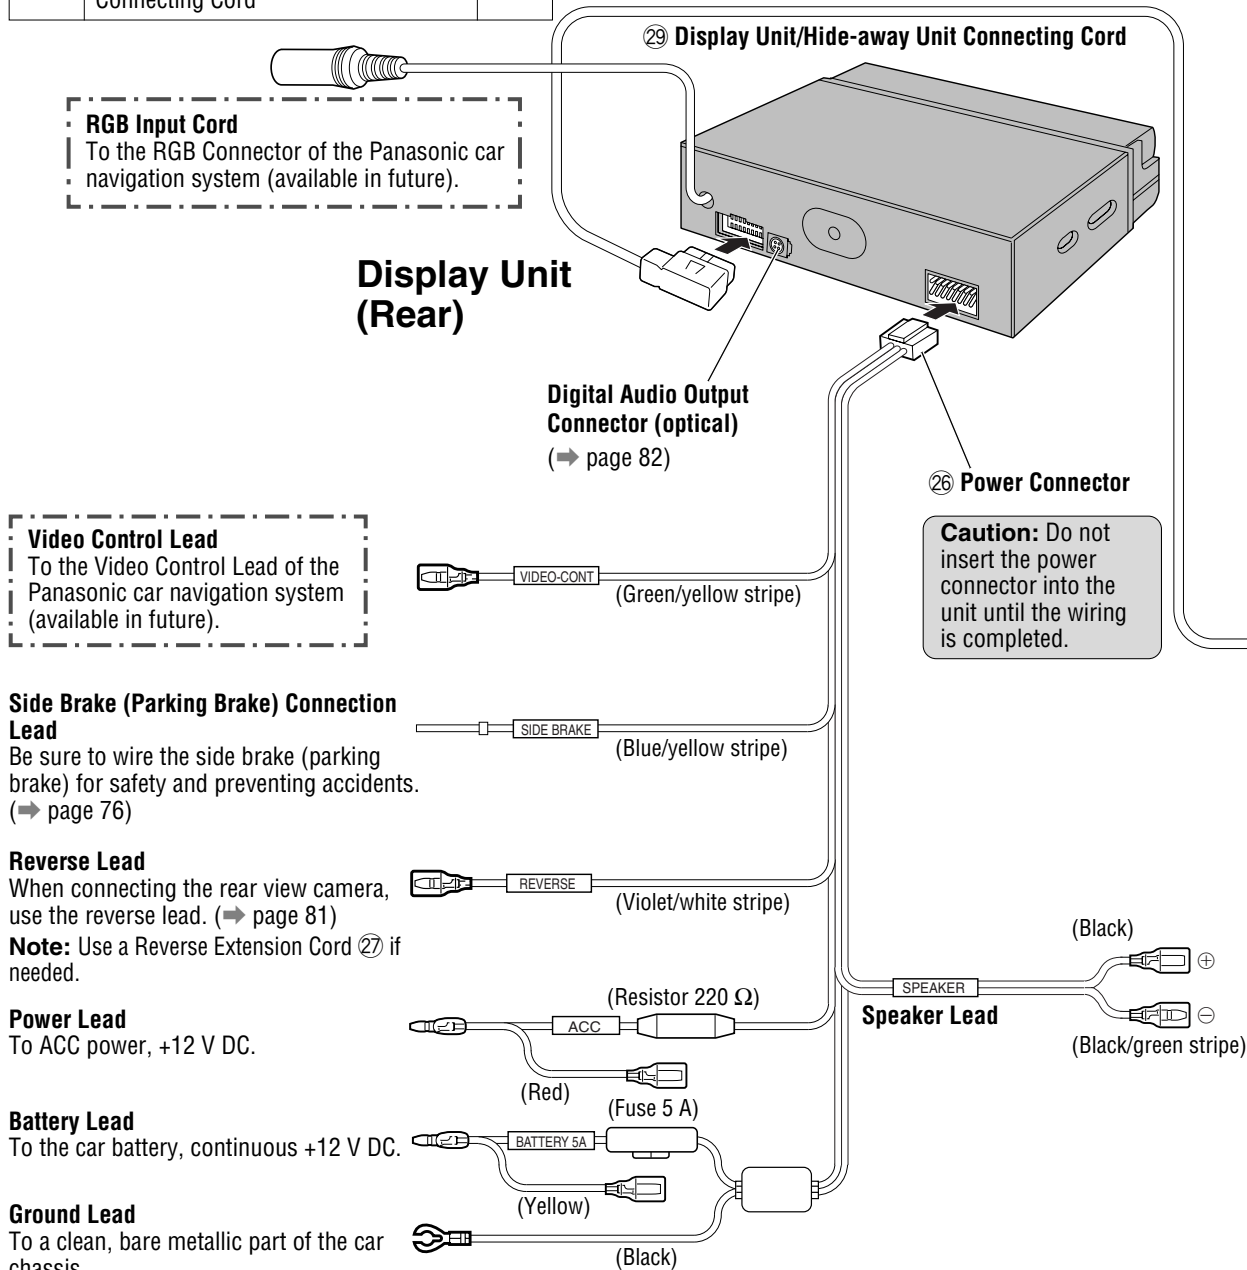 Connecting Cord
㉙ Display Unit/Hide-away Unit Connecting Cord
RGB Input Cord
To the RGB Connector of the Panasonic car
navigation system (available in future).
Display Unit
(Rear)
Digital Audio Output
Connector (optical)
(➡ page 82)
㉖ Power Connector
Caution: Do not
insert the power
connector into the
unit until the wiring
is completed.
Video Control Lead
To the Video Control Lead of the
Panasonic car navigation system
(available in future).
VIDEO-CONT
(Green/yellow stripe)
Side Brake (Parking Brake) Connection
Lead
Be sure to wire the side brake (parking
brake) for safety and preventing accidents.
(➡ page 76)
SIDE BRAKE
(Blue/yellow stripe)
Reverse Lead
When connecting the rear view camera,
use the reverse lead. (➡ page 81)
Note: Use a Reverse Extension Cord ㉗ if
needed.
REVERSE
(Violet/white stripe)
(Black)
⊕
SPEAKER
Speaker Lead
⊖
(Black/green stripe)
Power Lead
To ACC power, +12 V DC.
(Resistor 220 Ω)
ACC
(Red)
Battery Lead
To the car battery, continuous +12 V DC.
(Fuse 5 A)
BATTERY 5A
(Yellow)
Ground Lead
To a clean, bare metallic part of the car
chassis
(Black)